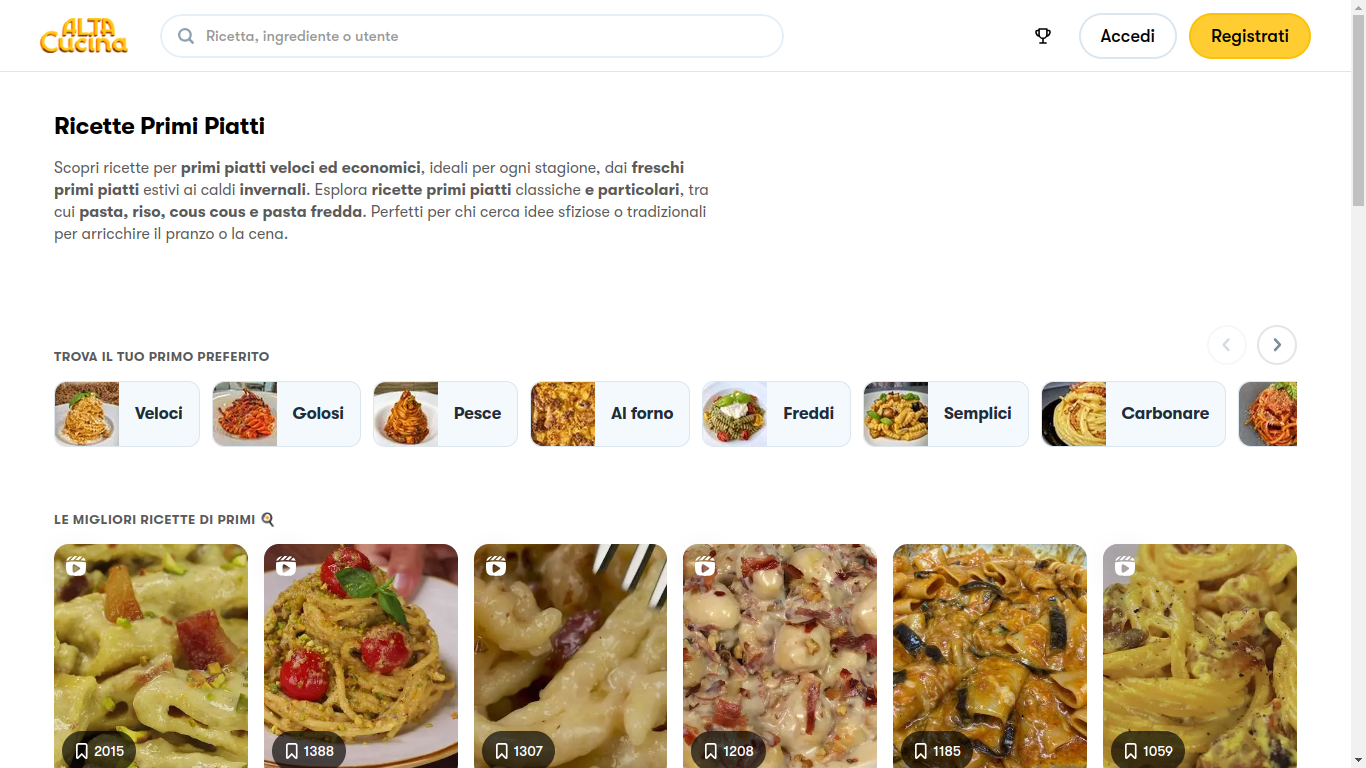 ALTA
Cucina
Ricetta, ingrediente o utente
Accedi
Registrati
Ricette Primi Piatti
Scopri ricette per primi piatti veloci ed economici, ideali per ogni stagione, dai freschi
primi piatti estivi ai caldi invernali. Esplora ricette primi piatti classiche e particolari, tra
cui pasta, riso, cous cous e pasta fredda. Perfetti per chi cerca idee sfiziose o tradizionali
per arricchire il pranzo o la cena.
TROVA IL TUO PRIMO PREFERITO
Veloci
Golosi
Pesce
Al forno
Freddi
Semplici
Carbonare
LE MIGLIORI RICETTE DI PRIMI 🍳
2015
1388
1307
1208
1185
1059